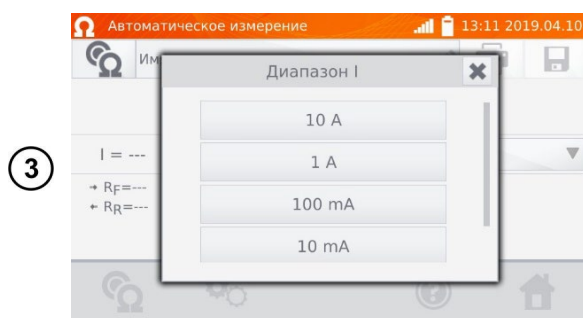 Автоматическое измерение 13:11 2019.04.10
Им
Диапазон I
10 A
1 A
100 mA
10 mA
3
I = ---
→ RF=---
← RR=---